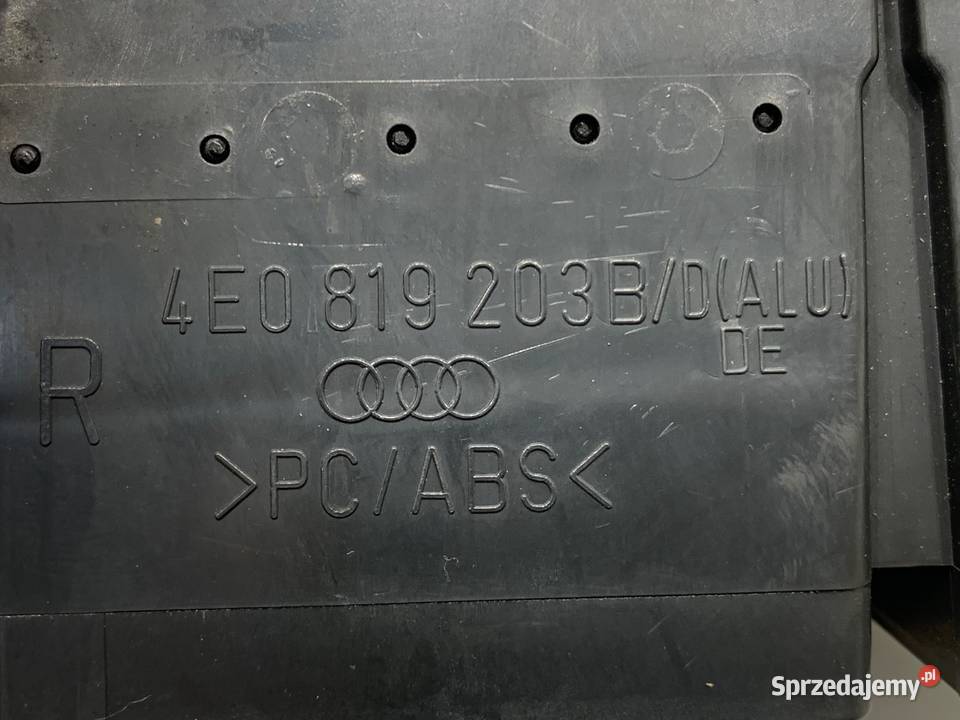 4E0 819 203B/D(ALU)
DE
R
>PC/ABS<
Sprzedajemy.pl